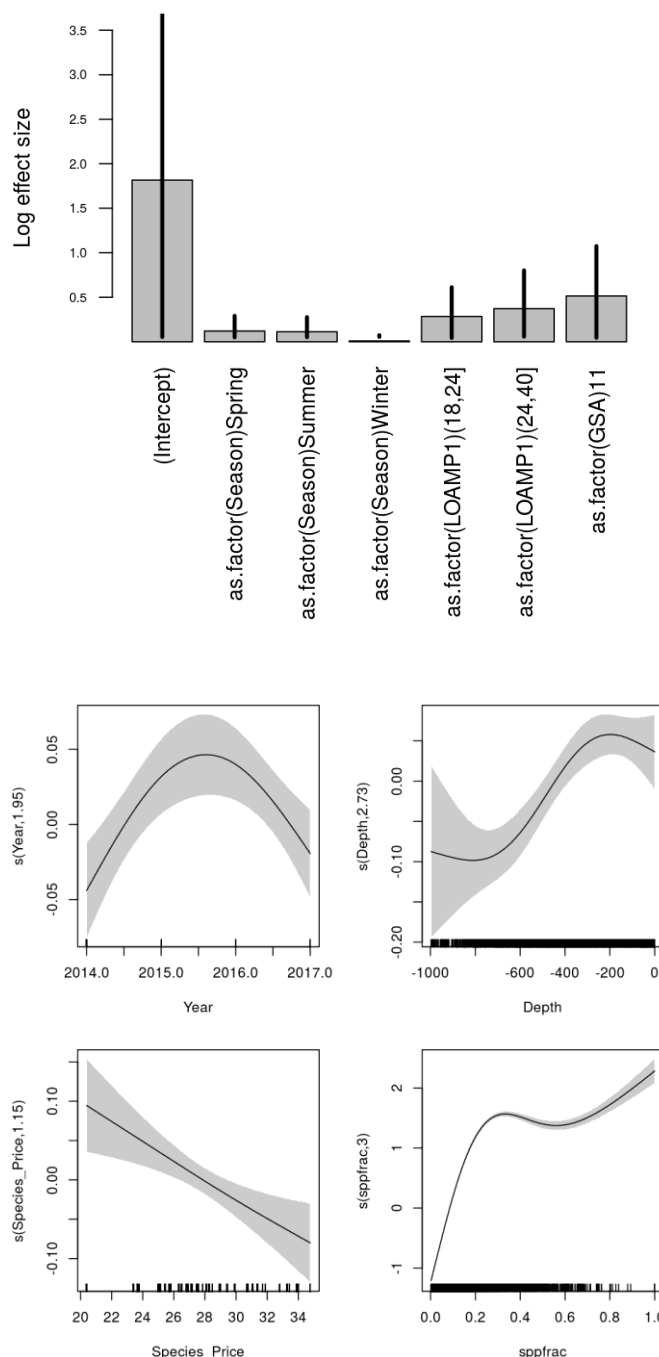 Log effect size
3.5
3.0
2.5
2.0
1.5
1.0
0.5
(Intercept)
as.factor(Season)Spring
as.factor(Season)Summer
as.factor(Season)Winter
as.factor(LOAMP1)(18,24]
as.factor(LOAMP1)(24,40]
as.factor(GSA)11
s(Year,1.95)
0.05
0.00
-0.05
2014.0 2015.0 2016.0 2017.0
Year
s(Depth,2.73)
0.00
-0.10
-0.20
-1000 -600 -400 -200 0
Depth
s(Species_Price,1.15)
0.10
0.00
-0.10
20 22 24 26 28 30 32 34
Species_Price
s(sppfrac,3)
2
1
0
-1
0.0 0.2 0.4 0.6 0.8 1.0
sppfrac